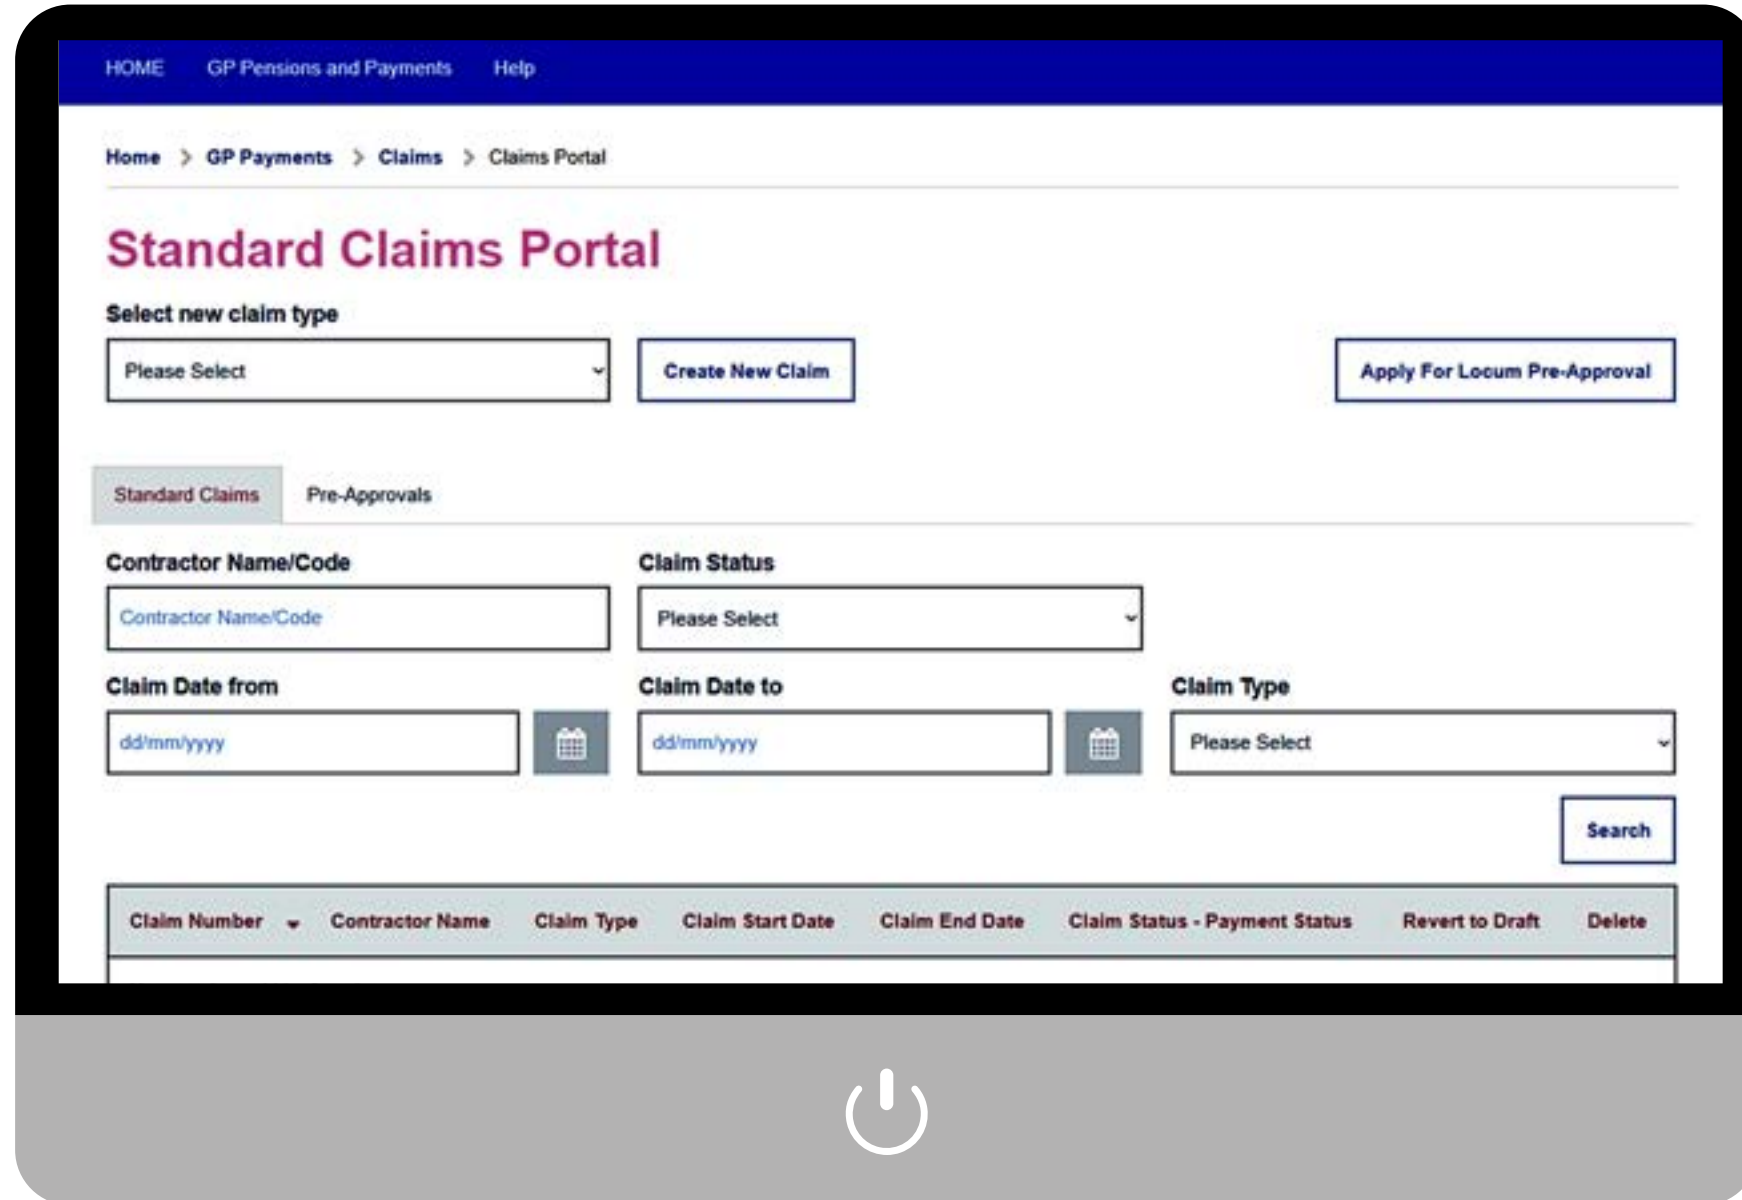 HOME GP Pensions and Payments Help
Home > GP Payments > Claims > Claims Portal
Standard Claims Portal
Select new claim type
Please Select Create New Claim Apply For Locum Pre-Approval
Standard Claims Pre-Approvals
Contractor Name/Code Claim Status
Contractor Name/Code Please Select
Claim Date from Claim Date to Claim Type
dd/mm/yyyy dd/mm/yyyy Please Select
Search
Claim Number Contractor Name Claim Type Claim Start Date Claim End Date Claim Status - Payment Status Revert to Draft Delete